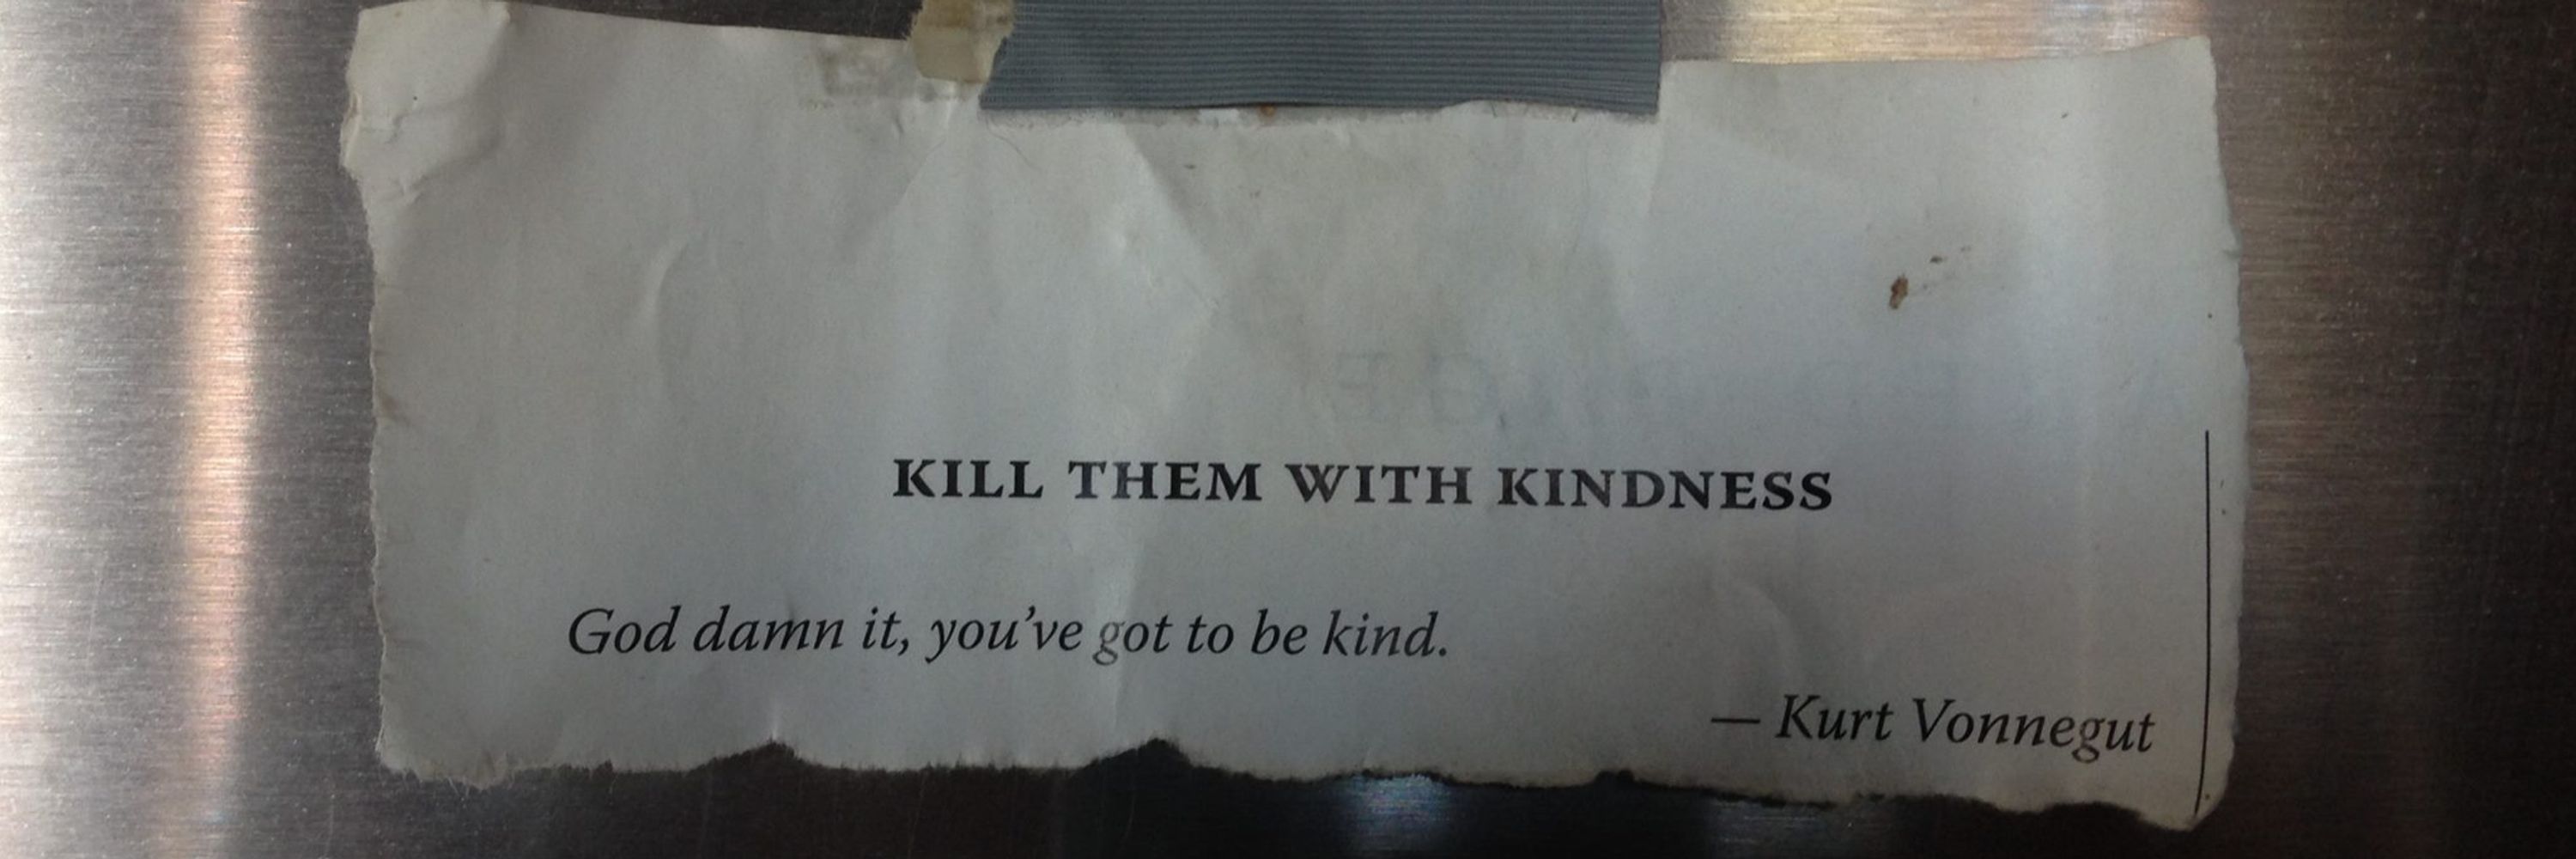 KILL THEM WITH KINDNESS
God damn it, you've got to be kind.
— Kurt Vonnegut